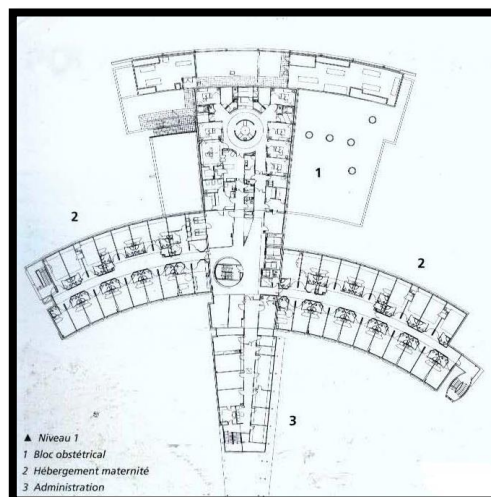 1
2
2
3
▲ Niveau 1
1 Bloc obstétrical
2 Hébergement maternité
3 Administration